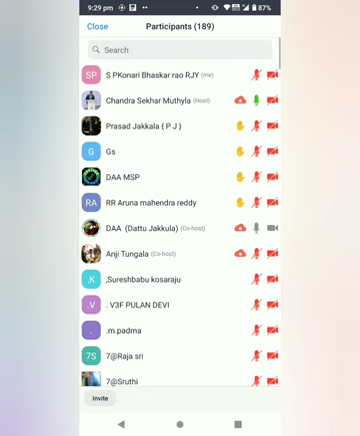 9:29 pm
87%
Close
Participants (189)
Search
SP S PKonari Bhaskar rao RJY (me)
Chandra Sekhar Muthyla (Host)
Prasad Jakkala ( P J )
G Gs
DAA MSP
RA RR Aruna mahendra reddy
DAA (Dattu Jakkula) (Co-host)
Anji Tungala (Co-host)
,K ,Sureshbabu kosaraju
.V . V3F PULAN DEVI
. .m.padma
7S 7@Raja sri
7@Sruthi
Invite